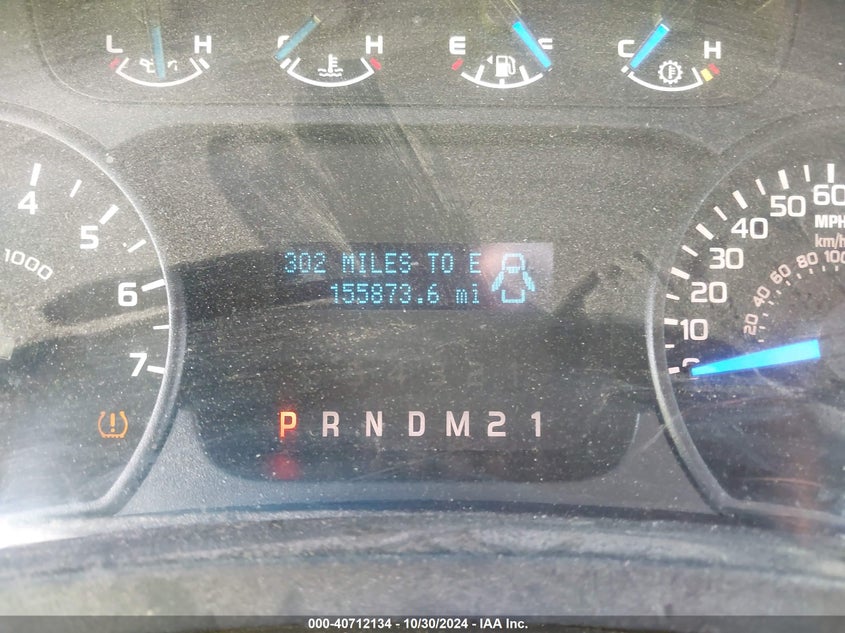 L H C H E F C H
4 5 6 7
1000
302 MILES TO E
155873.6 mi
P R N D M 2 1
0 10 20 30 40 50 60
MPH
km/h
20 40 60 80 100
000-40712134 - 10/30/2024 - IAA Inc.